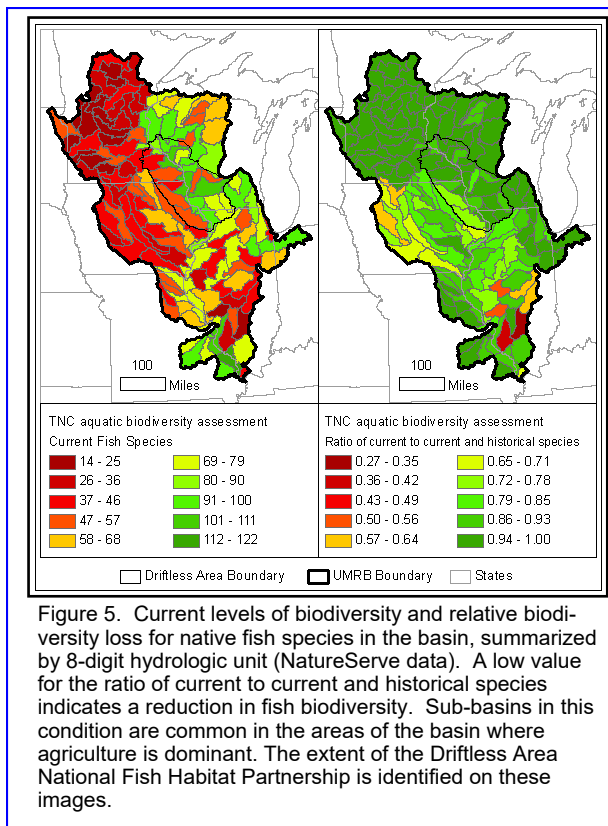 100
Miles
100
Miles
TNC aquatic biodiversity assessment
Current Fish Species
14 - 25
26 - 36
37 - 46
47 - 57
58 - 68
69 - 79
80 - 90
91 - 100
101 - 111
112 - 122
TNC aquatic biodiversity assessment
Ratio of current to current and historical species
0.27 - 0.35
0.36 - 0.42
0.43 - 0.49
0.50 - 0.56
0.57 - 0.64
0.65 - 0.71
0.72 - 0.78
0.79 - 0.85
0.86 - 0.93
0.94 - 1.00
Driftless Area Boundary
UMRB Boundary
States
Figure 5.  Current levels of biodiversity and relative biodi-
versity loss for native fish species in the basin, summarized
by 8-digit hydrologic unit (NatureServe data).  A low value
for the ratio of current to current and historical species
indicates a reduction in fish biodiversity.  Sub-basins in this
condition are common in the areas of the basin where
agriculture is dominant. The extent of the Driftless Area
National Fish Habitat Partnership is identified on these
images.